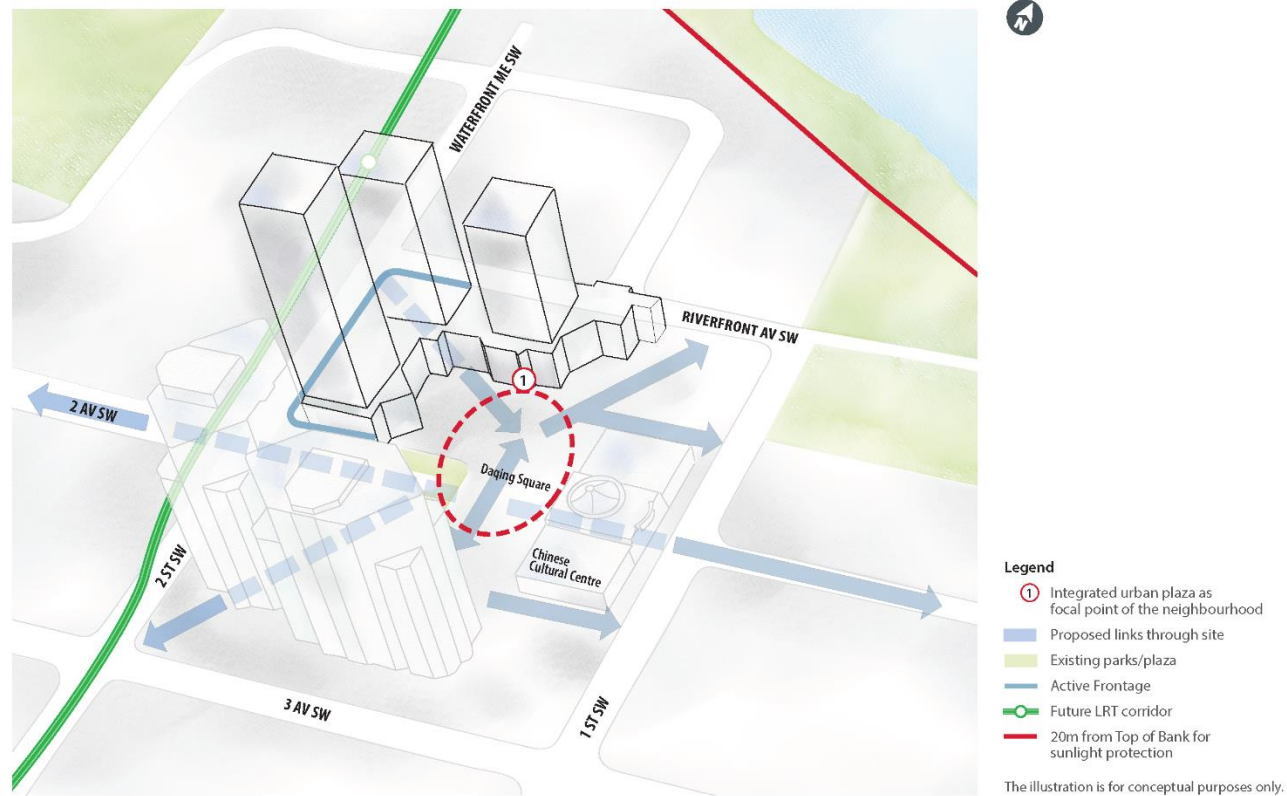 N
WATERFRONT ME SW
RIVERFRONT AV SW
1
2 AV SW
Daqing Square
Chinese
Cultural Centre
2 ST SW
3 AV SW
1 ST SW
Legend
1 Integrated urban plaza as
focal point of the neighbourhood
Proposed links through site
Existing parks/plaza
Active Frontage
Future LRT corridor
20m from Top of Bank for
sunlight protection
The illustration is for conceptual purposes only.